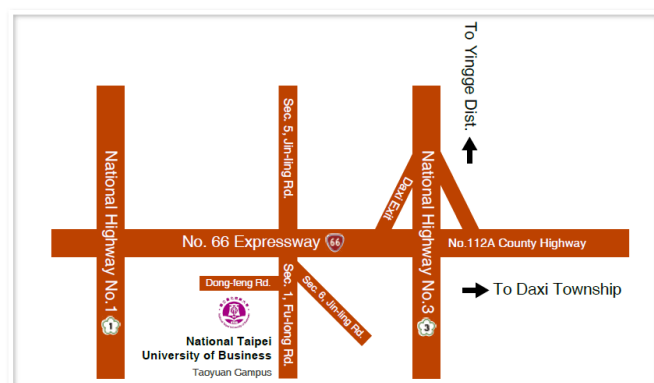 To Yingge Dist.
National Highway No.1
1
Sec. 5, Jin-ling Rd.
National Highway No.3
3
Daxi Exit
No. 66 Expressway 66
No.112A County Highway
Dong-feng Rd.
Sec. 1, Fu-long Rd.
Sec. 6, Jin-ling Rd.
To Daxi Township
National Taipei
University of Business
Taoyuan Campus